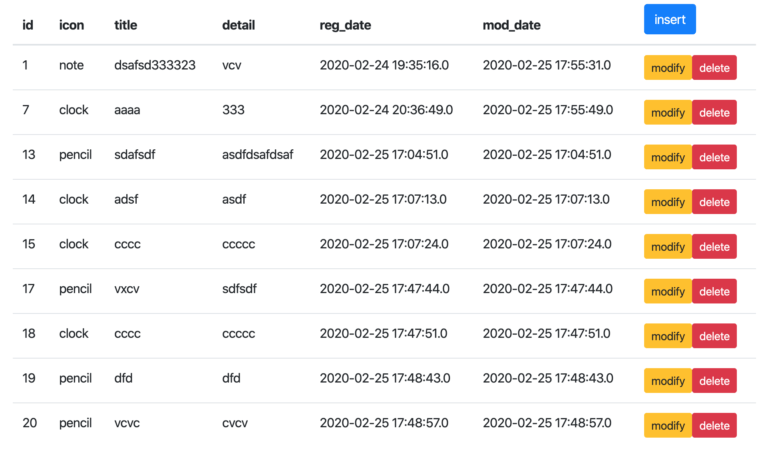 id icon title detail reg_date mod_date insert
1 note dsafsd333323 vcv 2020-02-24 19:35:16.0 2020-02-25 17:55:31.0 modify delete
7 clock aaaa 333 2020-02-24 20:36:49.0 2020-02-25 17:55:49.0 modify delete
13 pencil sdafsdf asdfdsafdsaf 2020-02-25 17:04:51.0 2020-02-25 17:04:51.0 modify delete
14 clock adsf asdf 2020-02-25 17:07:13.0 2020-02-25 17:07:13.0 modify delete
15 clock cccc ccccc 2020-02-25 17:07:24.0 2020-02-25 17:07:24.0 modify delete
17 pencil vxcv sdfsdf 2020-02-25 17:47:44.0 2020-02-25 17:47:44.0 modify delete
18 clock cccc ccccc 2020-02-25 17:47:51.0 2020-02-25 17:47:51.0 modify delete
19 pencil dfd dfd 2020-02-25 17:48:43.0 2020-02-25 17:48:43.0 modify delete
20 pencil vcvc cvcv 2020-02-25 17:48:57.0 2020-02-25 17:48:57.0 modify delete